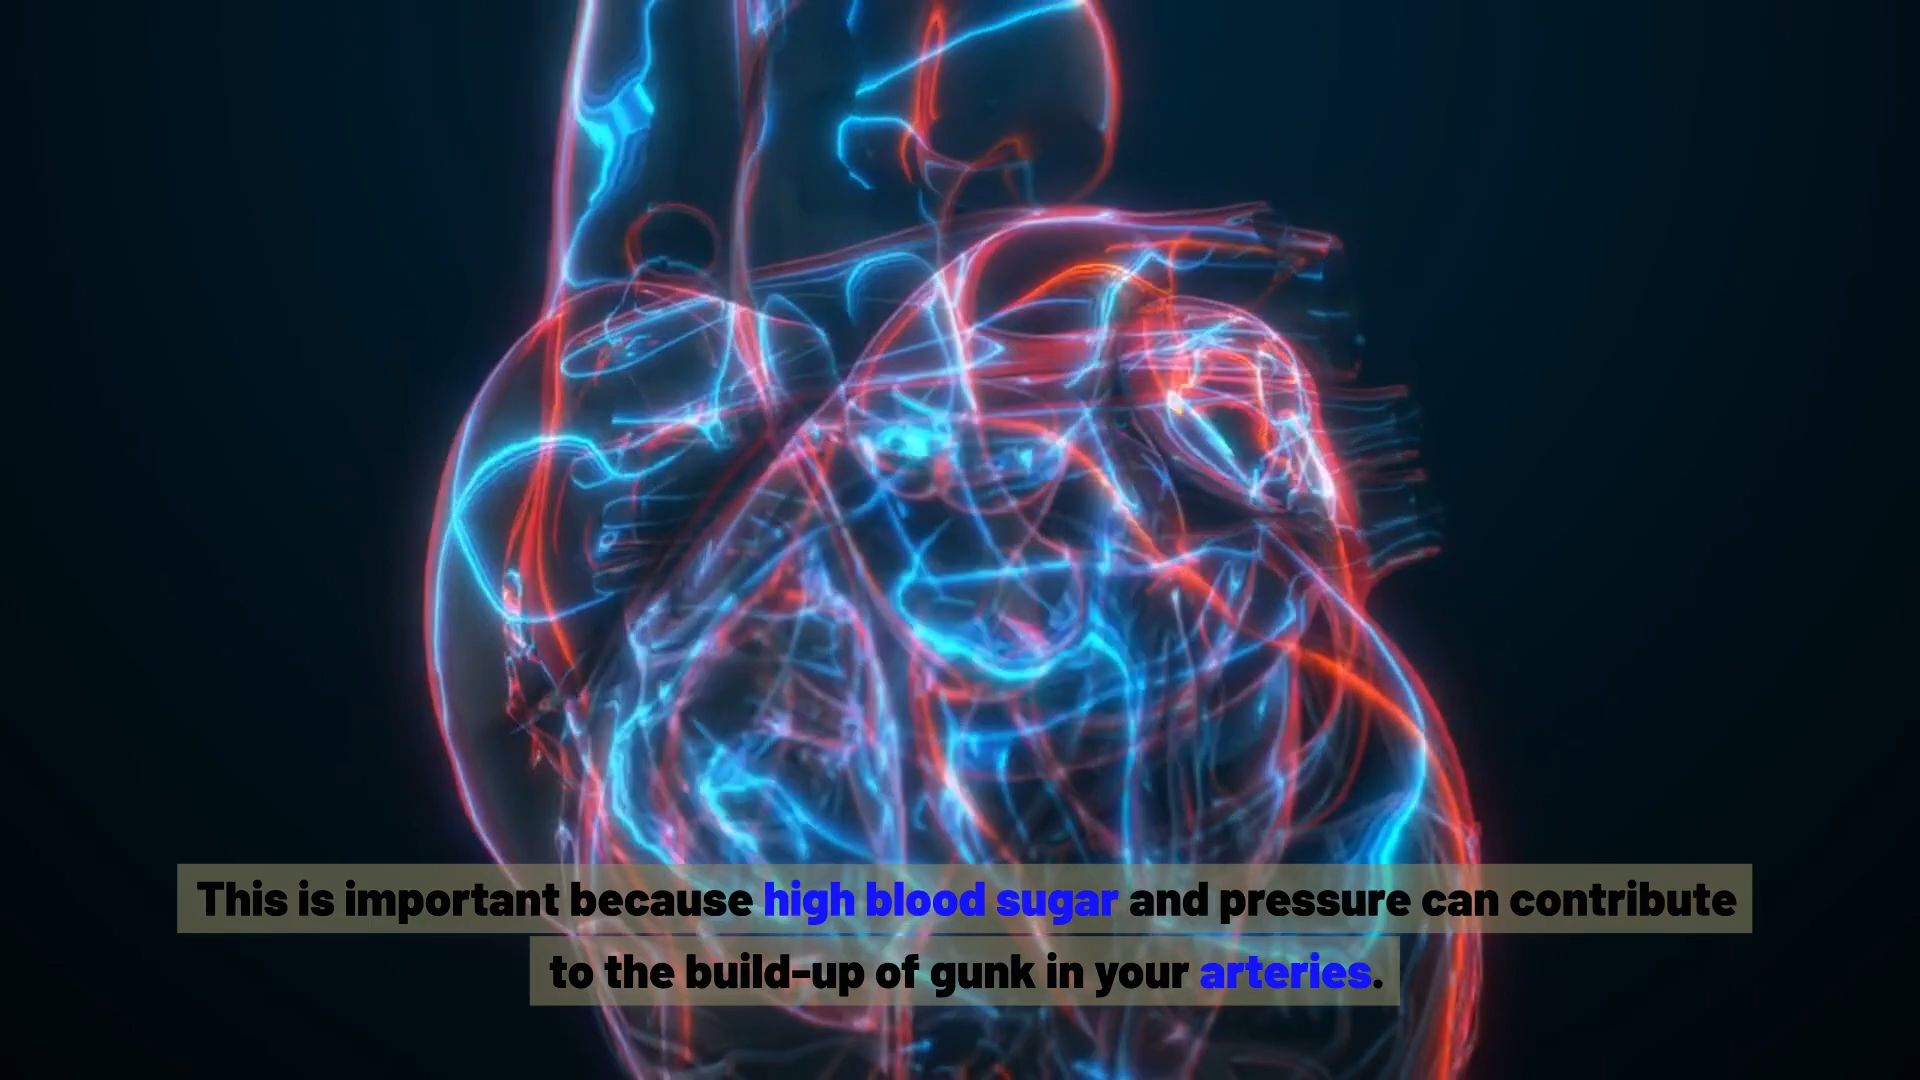 This is important because high blood sugar and pressure can contribute
to the build-up of gunk in your arteries.